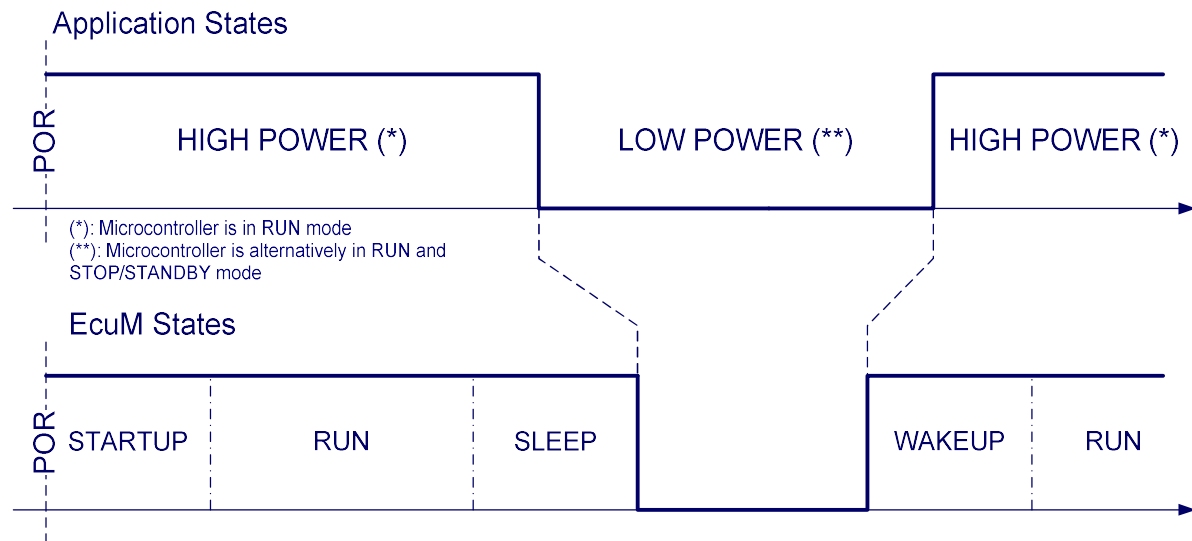 Application States
POR
HIGH POWER (*)
LOW POWER (**)
HIGH POWER (*)
(*): Microcontroller is in RUN mode
(**): Microcontroller is alternatively in RUN and
STOP/STANDBY mode
EcuM States
POR
STARTUP
RUN
SLEEP
WAKEUP
RUN